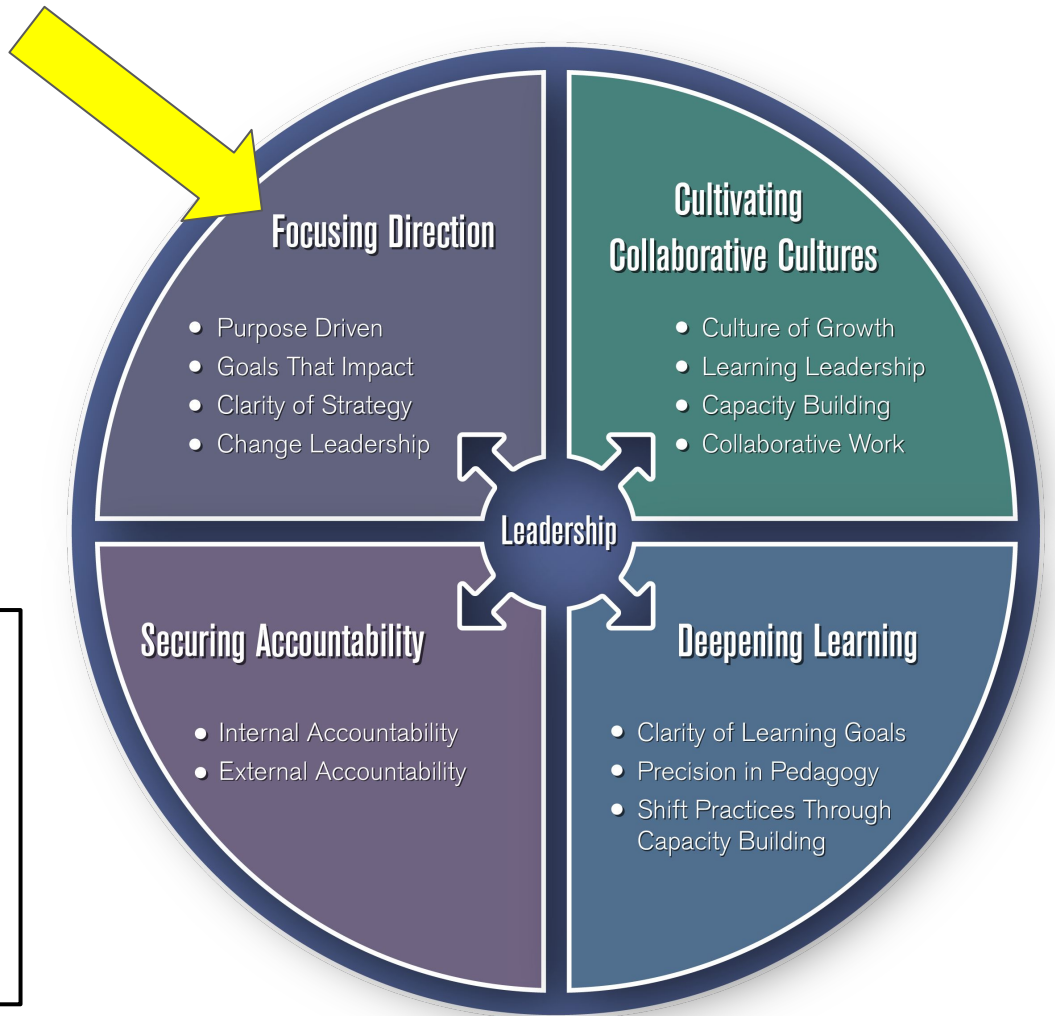 Focusing Direction
• Purpose Driven
• Goals That Impact
• Clarity of Strategy
• Change Leadership
Cultivating
Collaborative Cultures
• Culture of Growth
• Learning Leadership
• Capacity Building
• Collaborative Work
Leadership
Securing Accountability
• Internal Accountability
• External Accountability
Deepening Learning
• Clarity of Learning Goals
• Precision in Pedagogy
• Shift Practices Through
Capacity Building